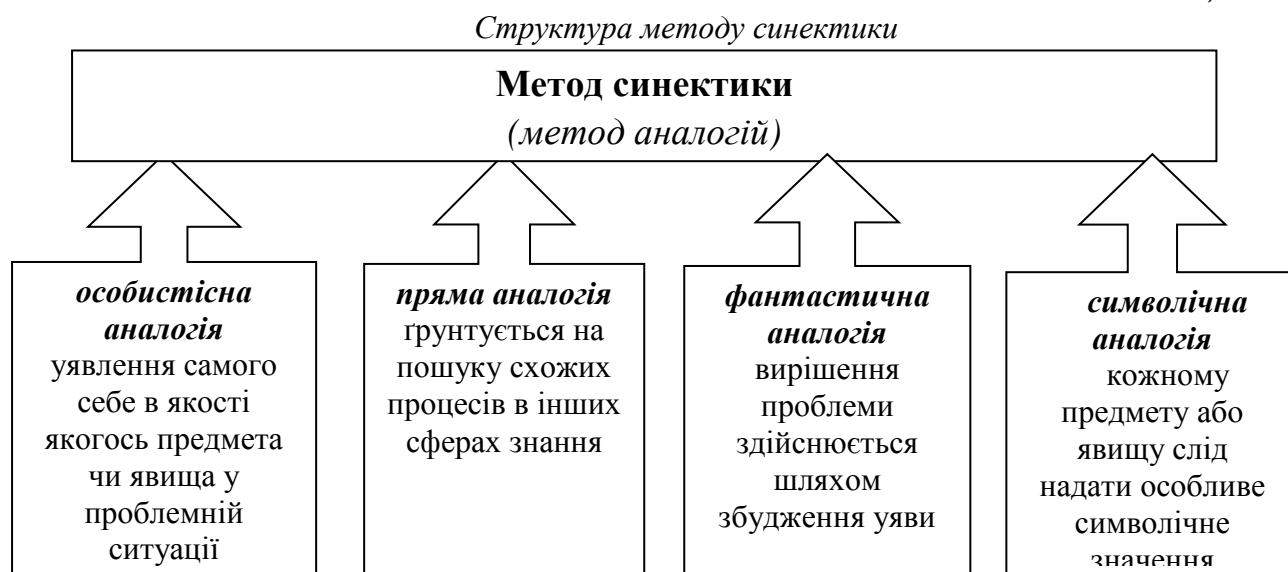 Структура методу синектики
Метод синектики
(метод аналогій)
особистісна
аналогія
уявлення самого
себе в якості
якогось предмета
чи явища у
проблемній
ситуації
пряма аналогія
ґрунтується на
пошуку схожих
процесів в інших
сферах знання
фантастична
аналогія
вирішення
проблеми
здійснюється
шляхом
збудження уяви
символічна
аналогія
кожному
предмету або
явищу слід
надати особливе
символічне
значення